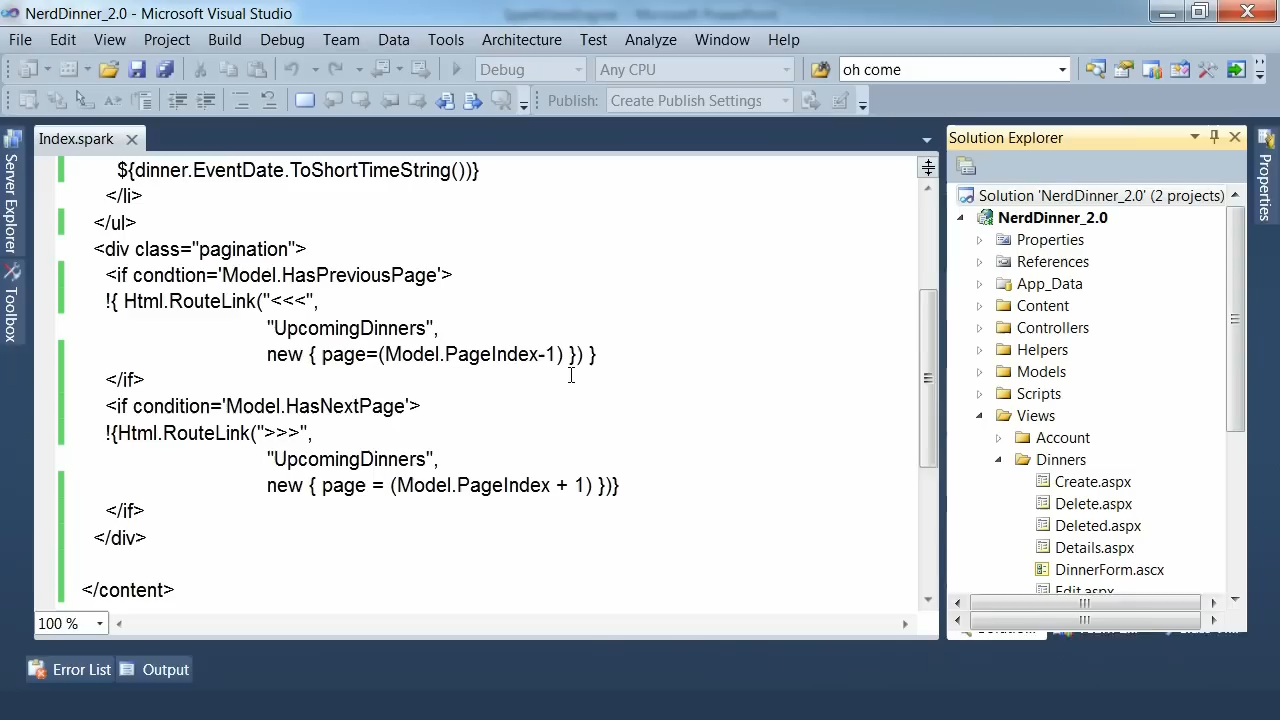 NerdDinner_2.0 - Microsoft Visual Studio
File Edit View Project Build Debug Team Data Tools Architecture Test Analyze Window Help
Debug Any CPU oh come
Publish: Create Publish Settings
Server Explorer
Toolbox
Index.spark
${dinner.EventDate.ToShortTimeString())}
</li>
</ul>
<div class="pagination">
<if condtion='Model.HasPreviousPage'>
!{ Html.RouteLink("<<<",
"UpcomingDinners",
new { page=(Model.PageIndex-1) }) }
</if>
<if condition='Model.HasNextPage'>
!{Html.RouteLink(">>>",
"UpcomingDinners",
new { page = (Model.PageIndex + 1) })}
</if>
</div>
</content>
100 %
Solution Explorer
Solution 'NerdDinner_2.0' (2 projects)
NerdDinner_2.0
Properties
References
App_Data
Content
Controllers
Helpers
Models
Scripts
Views
Account
Dinners
Create.aspx
Delete.aspx
Deleted.aspx
Details.aspx
DinnerForm.ascx
Edit.aspx
Properties
Error List Output